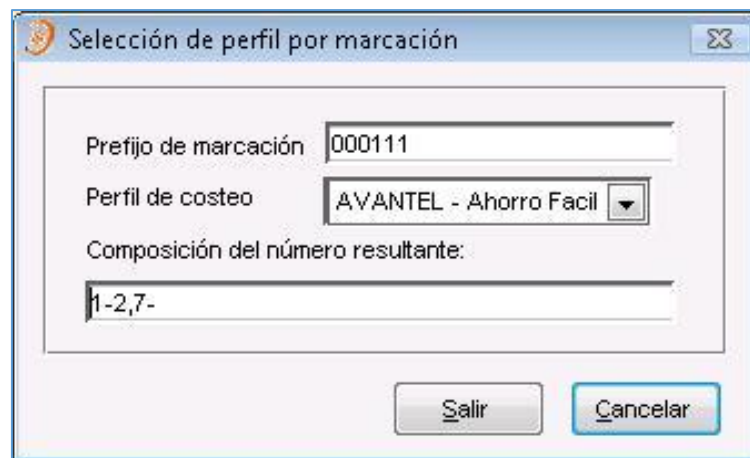 Selección de perfil por marcación
Prefijo de marcación 000111
Perfil de costeo AVANTEL - Ahorro Facil
Composición del número resultante:
1-2,7-
Salir Cancelar